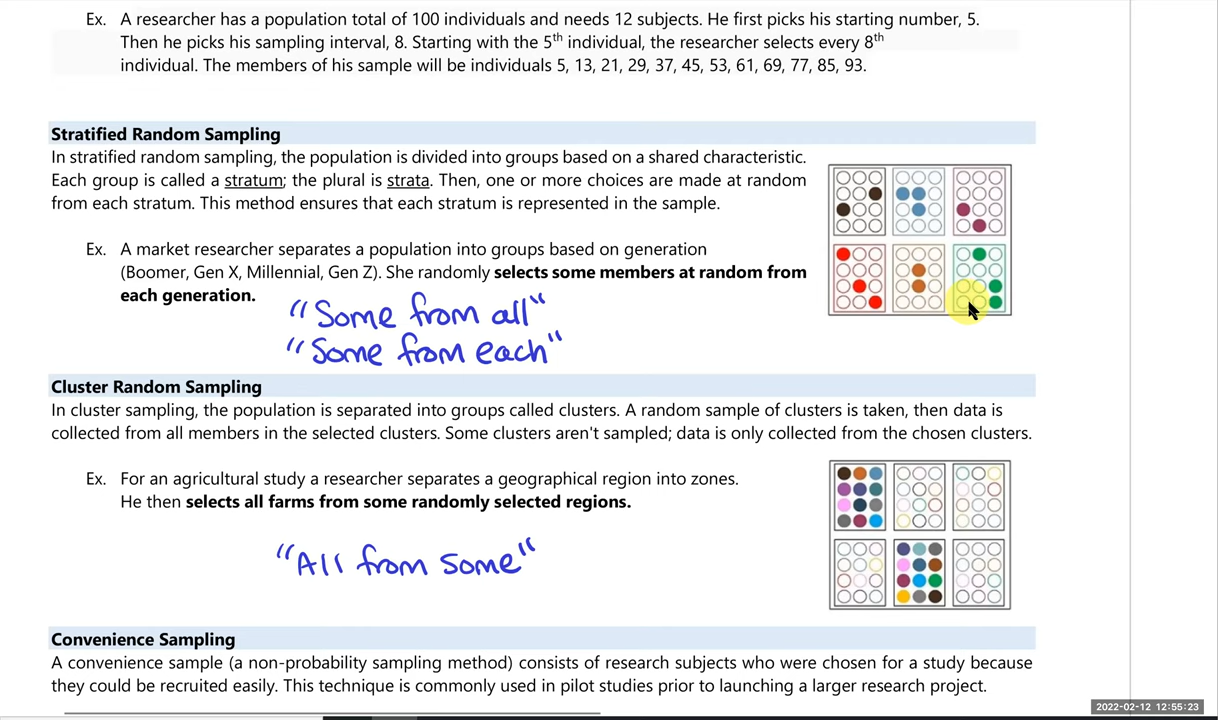 Ex. A researcher has a population total of 100 individuals and needs 12 subjects. He first picks his starting number, 5.
Then he picks his sampling interval, 8. Starting with the 5th individual, the researcher selects every 8th
individual. The members of his sample will be individuals 5, 13, 21, 29, 37, 45, 53, 61, 69, 77, 85, 93.
Stratified Random Sampling
In stratified random sampling, the population is divided into groups based on a shared characteristic.
Each group is called a stratum; the plural is strata. Then, one or more choices are made at random
from each stratum. This method ensures that each stratum is represented in the sample.
Ex. A market researcher separates a population into groups based on generation
(Boomer, Gen X, Millennial, Gen Z). She randomly selects some members at random from
each generation.
"Some from all"
"Some from each"
Cluster Random Sampling
In cluster sampling, the population is separated into groups called clusters. A random sample of clusters is taken, then data is
collected from all members in the selected clusters. Some clusters aren't sampled; data is only collected from the chosen clusters.
Ex. For an agricultural study a researcher separates a geographical region into zones.
He then selects all farms from some randomly selected regions.
"All from some"
Convenience Sampling
A convenience sample (a non-probability sampling method) consists of research subjects who were chosen for a study because
they could be recruited easily. This technique is commonly used in pilot studies prior to launching a larger research project.
2022-02-12 12:55:23